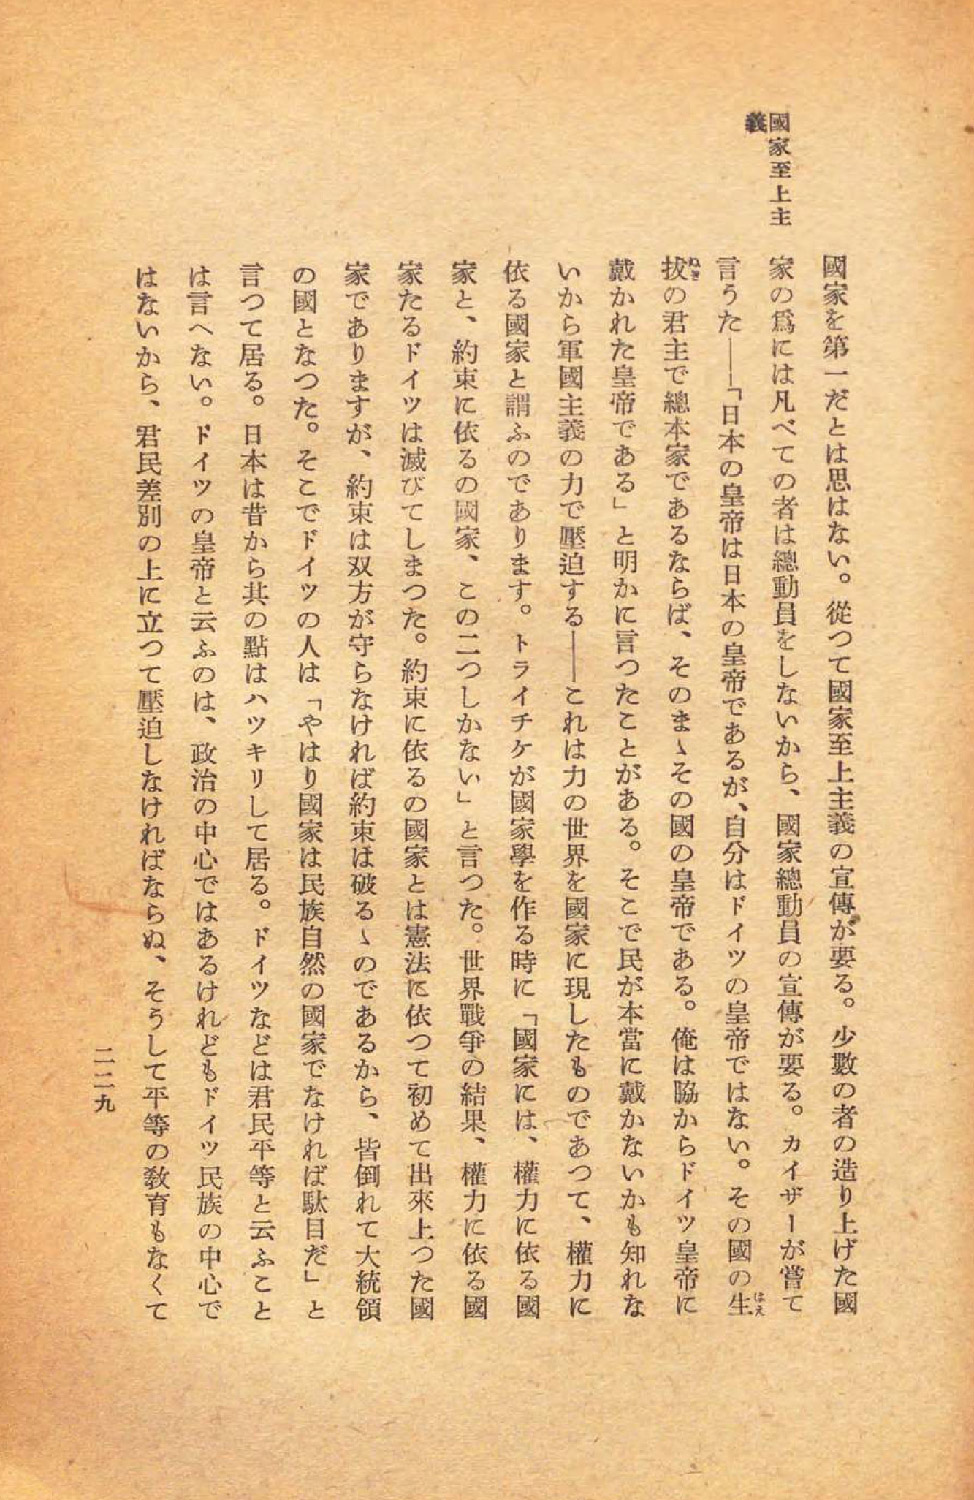 國家至上主
義
國家を第一だとは思はない。從つて國家至上主義の宣傳が要る。少數の者の造り上げた國
家の爲には凡べての者は總動員をしないから、國家總動員の宣傳が要る。カイザーが嘗て
言うた——「日本の皇帝は日本の皇帝であるが、自分はドイツの皇帝ではない。その國の生はえ
拔ぬきの君主で總本家であるならば、そのまゝその國の皇帝である。俺は脇からドイツ皇帝に
戴かれた皇帝である」と明かに言つたことがある。そこで民が本當に戴かないかも知れな
いから軍國主義の力で壓迫する——これは力の世界を國家に現したものであつて、權力に
依る國家と謂ふのであります。トライチケが國家學を作る時に「國家には、權力に依る國
家と、約束に依るの國家、この二つしかない」と言つた。世界戰爭の結果、權力に依る國
家たるドイツは滅びてしまつた。約束に依るの國家とは憲法に依つて初めて出來上つた國
家でありますが、約束は双方が守らなければ約束は破るゝのであるから、皆倒れて大統領
の國となつた。そこでドイツの人は「やはり國家は民族自然の國家でなければ駄目だ」と
言つて居る。日本は昔から其の點はハツキリして居る。ドイツなどは君民平等と云ふこと
は言へない。ドイツの皇帝と云ふのは、政治の中心ではあるけれどもドイツ民族の中心で
はないから、君民差別の上に立つて壓迫しなければならぬ、そうして平等の敎育もなくて
二二九